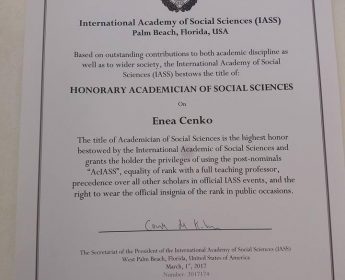 International Academy of Social Sciences (IASS)
Palm Beach, Florida, USA
Based on outstanding contributions to both academic discipline as
well as to wider society, the International Academy of Social
Sciences (IASS) bestows the title of:
HONORARY ACADEMICIAN OF SOCIAL SCIENCES
On
Enea Cenko
The title of Academician of Social Sciences is the highest honor
bestowed by the International Academic of Social Sciences and
grants the holder the privileges of using the post-nominals
"AcIASS", equality of rank with a full teaching professor,
precedence over all other scholars in official IASS events, and the
right to wear the official insignia of the rank in public occasions.
The Secretariat of the President of the International Academy of Social Sciences (IASS)
West Palm Beach, Florida, United States of America
March, 1st, 2017
Number: 2017174